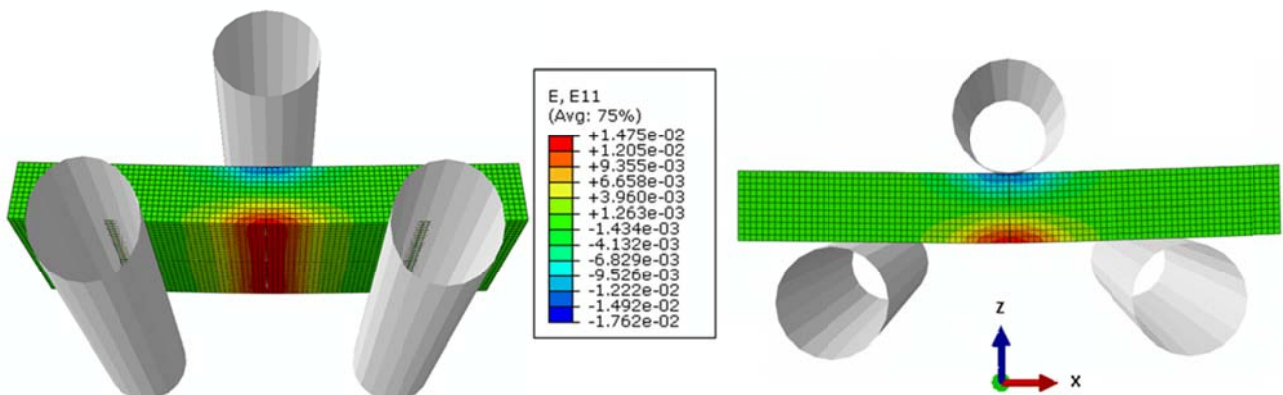 E, E11
(Avg: 75%)
+1.475e-02
+1.205e-02
+9.355e-03
+6.658e-03
+3.960e-03
+1.263e-03
-1.434e-03
-4.132e-03
-6.829e-03
-9.526e-03
-1.222e-02
-1.492e-02
-1.762e-02
Z
X